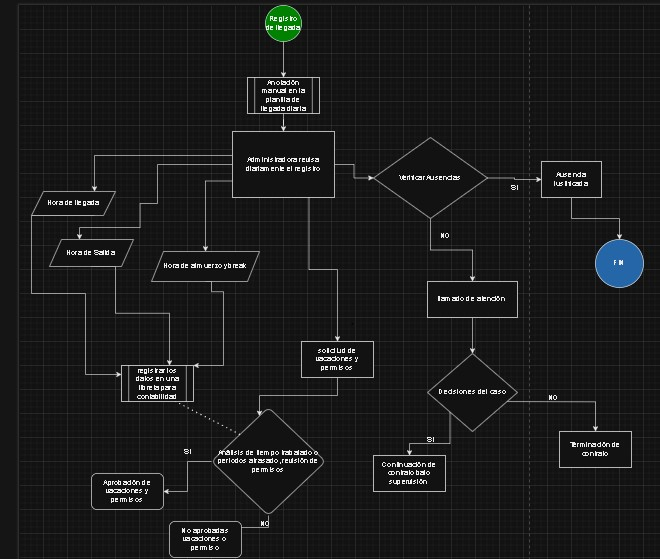 Registro
de llegada
Anotación
manual en la
planilla de
llegada diaria
Administradora revisa
diariamente el registro
Verificar Ausencias
SI
Ausencia
Justificada
FIN
Hora de llegada
Hora de Salida
Hora de almuerzo y break
NO
llamado de atención
registrar los
datos en una
libreta para
contabilidad
solicitud de
vacaciones y
permisos
Decisiones del caso
NO
SI
Terminación de
contrato
Continuación de
contrato bajo
supervisión
Análisis de tiempo trabajado o
periodos atrasado, revisión de
permisos
SI
Aprobación de
vacaciones y
permisos
NO
No aprobadas
vacaciones o
permiso